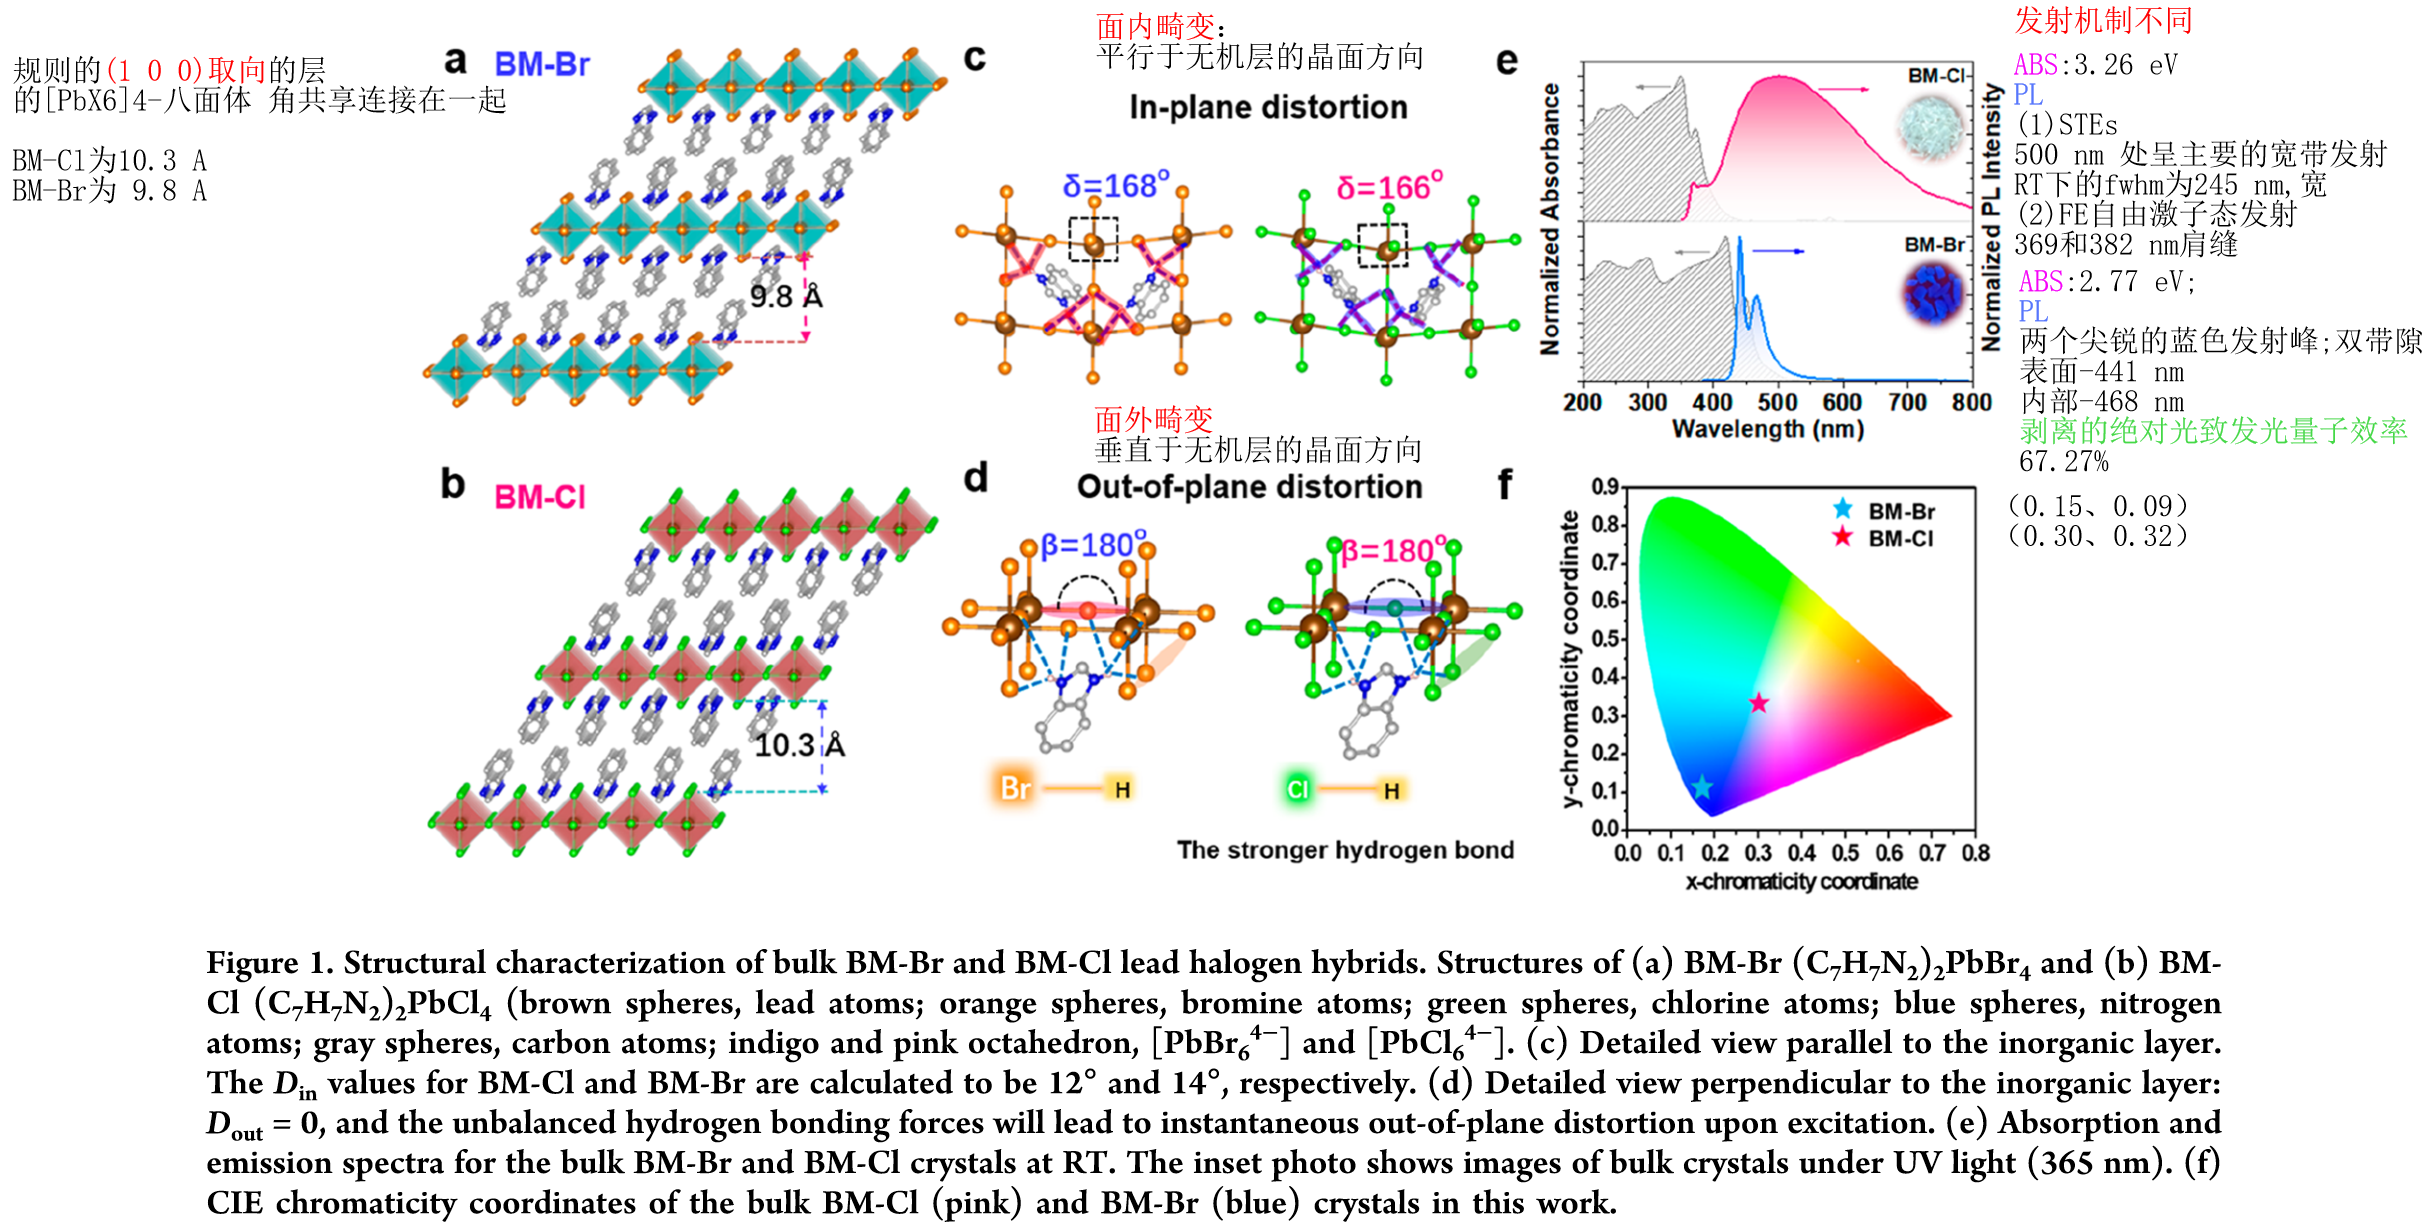 规则的(1 0 0)取向的层
的[PbX6]4-八面体 角共享连接在一起
BM-Cl为10.3 A
BM-Br为 9.8 A
a
BM-Br
9.8 Å
b
BM-Cl
10.3 Å
面内畸变：
平行于无机层的晶面方向
c
In-plane distortion
δ=168°
δ=166°
面外畸变
垂直于无机层的晶面方向
d
Out-of-plane distortion
β=180°
β=180°
Br
H
Cl
H
The stronger hydrogen bond
e
Normalized Absorbance
Normalized PL Intensity
BM-Cl
BM-Br
200 300 400 500 600 700 800
Wavelength (nm)
f
BM-Br
BM-Cl
0.9
0.8
0.7
0.6
0.5
0.4
0.3
0.2
0.1
0.0
0.0 0.1 0.2 0.3 0.4 0.5 0.6 0.7 0.8
y-chromaticity coordinate
x-chromaticity coordinate
发射机制不同
ABS:3.26 eV
PL
(1)STEs
500 nm 处呈主要的宽带发射
RT下的fwhm为245 nm,宽
(2)FE自由激子态发射
369和382 nm肩缝
ABS:2.77 eV;
PL
两个尖锐的蓝色发射峰;双带隙
表面-441 nm
内部-468 nm
剥离的绝对光致发光量子效率
67.27%
（0.15、0.09）
（0.30、0.32）
Figure 1. Structural characterization of bulk BM-Br and BM-Cl lead halogen hybrids. Structures of (a) BM-Br (C₇H₇N₂)₂PbBr₄ and (b) BM-
Cl (C₇H₇N₂)₂PbCl₄ (brown spheres, lead atoms; orange spheres, bromine atoms; green spheres, chlorine atoms; blue spheres, nitrogen
atoms; gray spheres, carbon atoms; indigo and pink octahedron, [PbBr₆⁴⁻] and [PbCl₆⁴⁻]. (c) Detailed view parallel to the inorganic layer.
The Din values for BM-Cl and BM-Br are calculated to be 12° and 14°, respectively. (d) Detailed view perpendicular to the inorganic layer:
Dout = 0, and the unbalanced hydrogen bonding forces will lead to instantaneous out-of-plane distortion upon excitation. (e) Absorption and
emission spectra for the bulk BM-Br and BM-Cl crystals at RT. The inset photo shows images of bulk crystals under UV light (365 nm). (f)
CIE chromaticity coordinates of the bulk BM-Cl (pink) and BM-Br (blue) crystals in this work.